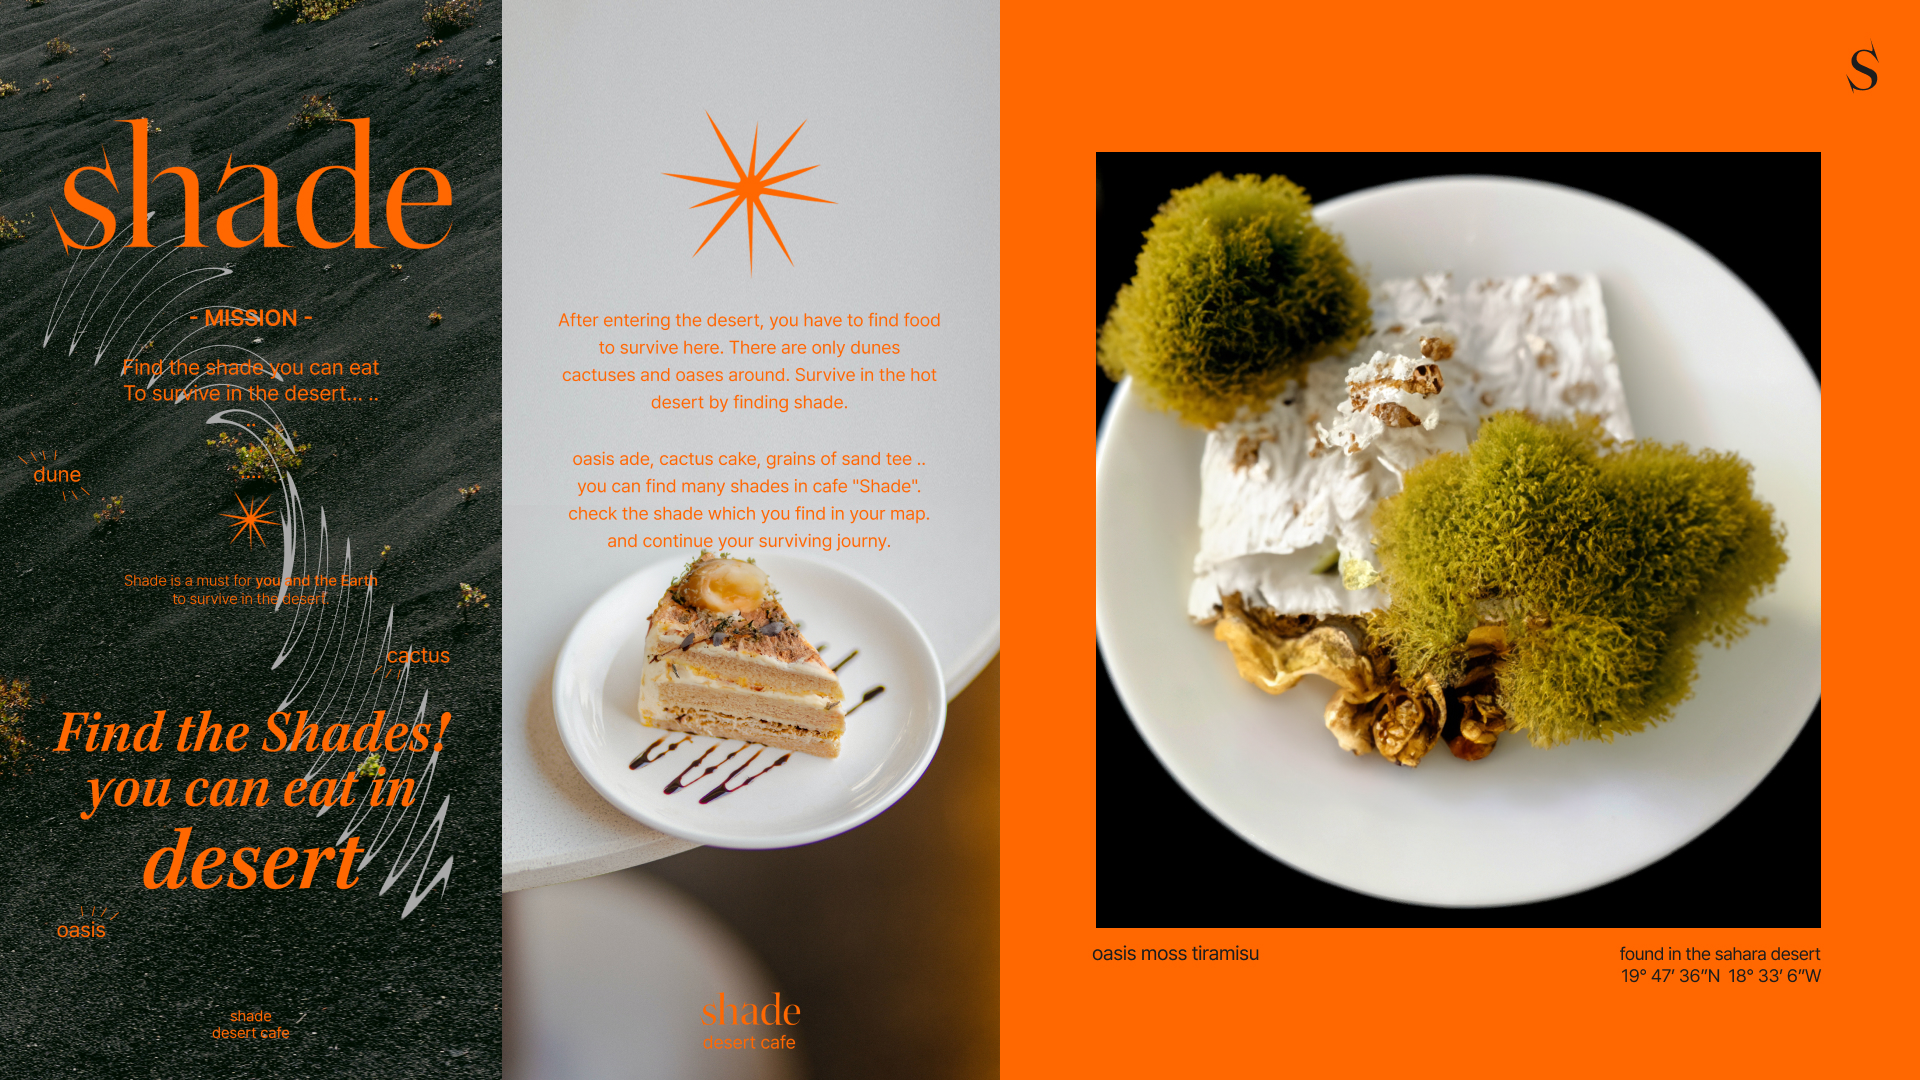 shade
- MISSION -
Find the shade you can eat
To survive in the desert... ..
..
.....
dune
Shade is a must for you and the Earth
to survive in the desert.
cactus
Find the Shades!
you can eat in
desert
oasis
shade
desert cafe
After entering the desert, you have to find food
to survive here. There are only dunes
cactuses and oases around. Survive in the hot
desert by finding shade.
oasis ade, cactus cake, grains of sand tee ..
you can find many shades in cafe "Shade".
check the shade which you find in your map.
and continue your surviving journy.
shade
desert cafe
S
oasis moss tiramisu
found in the sahara desert
19° 47′ 36″N 18° 33′ 6″W